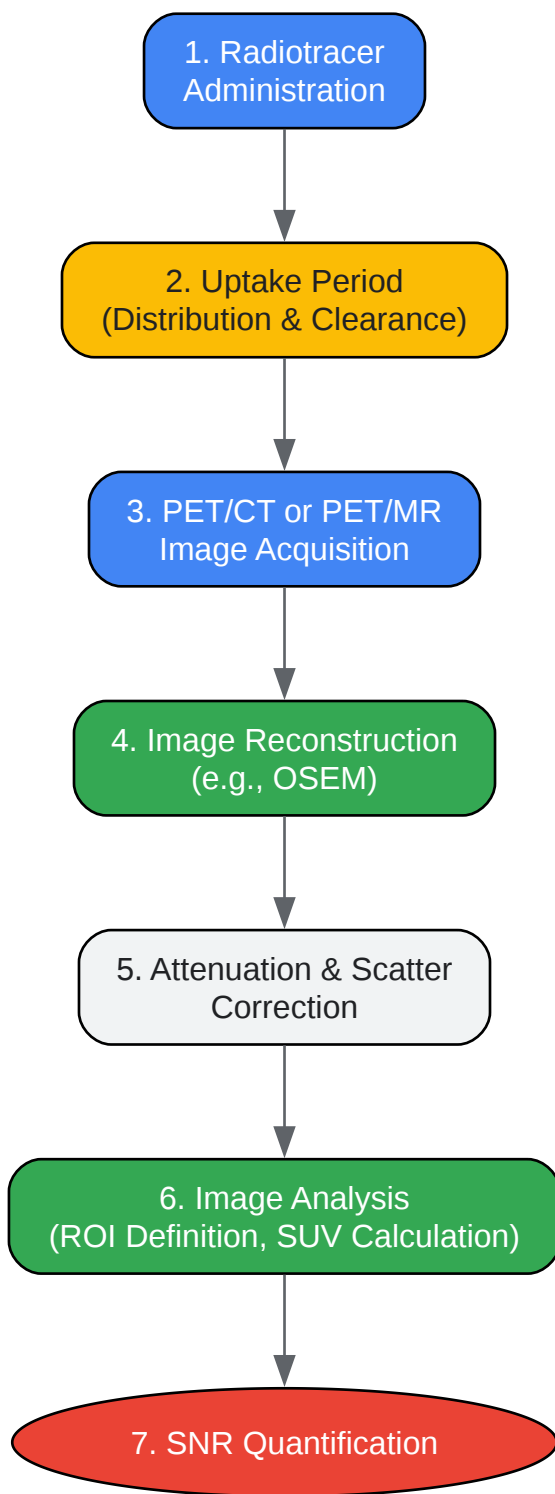 1. Radiotracer
Administration
2. Uptake Period
(Distribution & Clearance)
3. PET/CT or PET/MR
Image Acquisition
4. Image Reconstruction
(e.g., OSEM)
5. Attenuation & Scatter
Correction
6. Image Analysis
(ROI Definition, SUV Calculation)
7. SNR Quantification